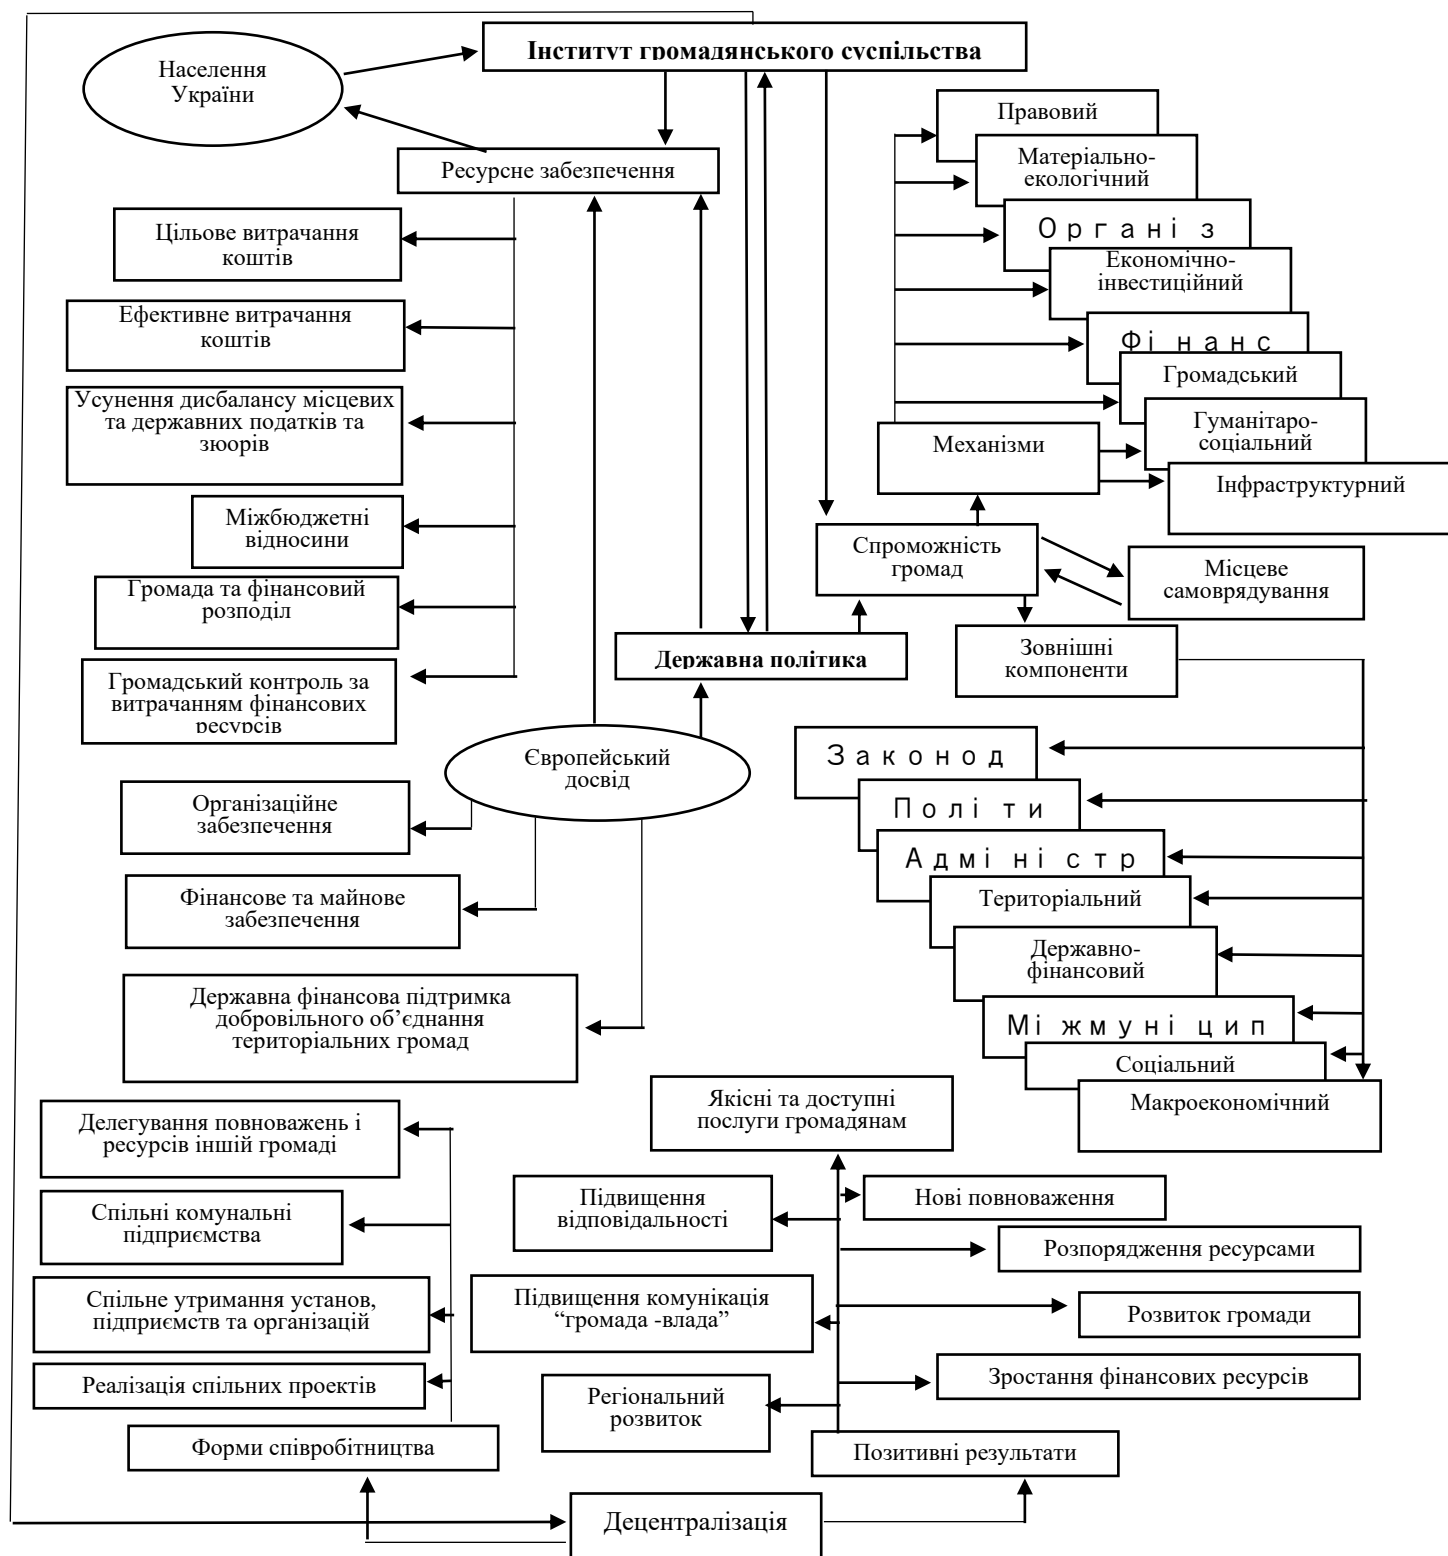 Інститут громадянського суспільства
Населення
України
Ресурсне забезпечення
Цільове витрачання
коштів
Ефективне витрачання
коштів
Усунення дисбалансу місцевих
та державних податків та
зюорів
Міжбюджетні
відносини
Громада та фінансовий
розподіл
Громадський контроль за
витрачанням фінансових
ресурсів
Правовий
Матеріально-
екологічний
Організ
Економічно-
інвестиційний
Фінанс
Громадський
Гуманітаро-
соціальний
Інфраструктурний
Механізми
Спроможність
громад
Місцеве
самоврядування
Зовнішні
компоненти
Державна політика
Європейський
досвід
Організаційне
забезпечення
Фінансове та майнове
забезпечення
Державна фінансова підтримка
добровільного об’єднання
територіальних громад
Законод
Політи
Адміністр
Територіальний
Державно-
фінансовий
Міжмуніцип
Соціальний
Макроекономічний
Делегування повноважень і
ресурсів іншій громаді
Спільні комунальні
підприємства
Спільне утримання установ,
підприємств та організацій
Реалізація спільних проектів
Форми співробітництва
Якісні та доступні
послуги громадянам
Підвищення
відповідальності
Нові повноваження
Розпорядження ресурсами
Підвищення комунікація
“громада -влада”
Розвиток громади
Зростання фінансових ресурсів
Регіональний
розвиток
Позитивні результати
Децентралізація